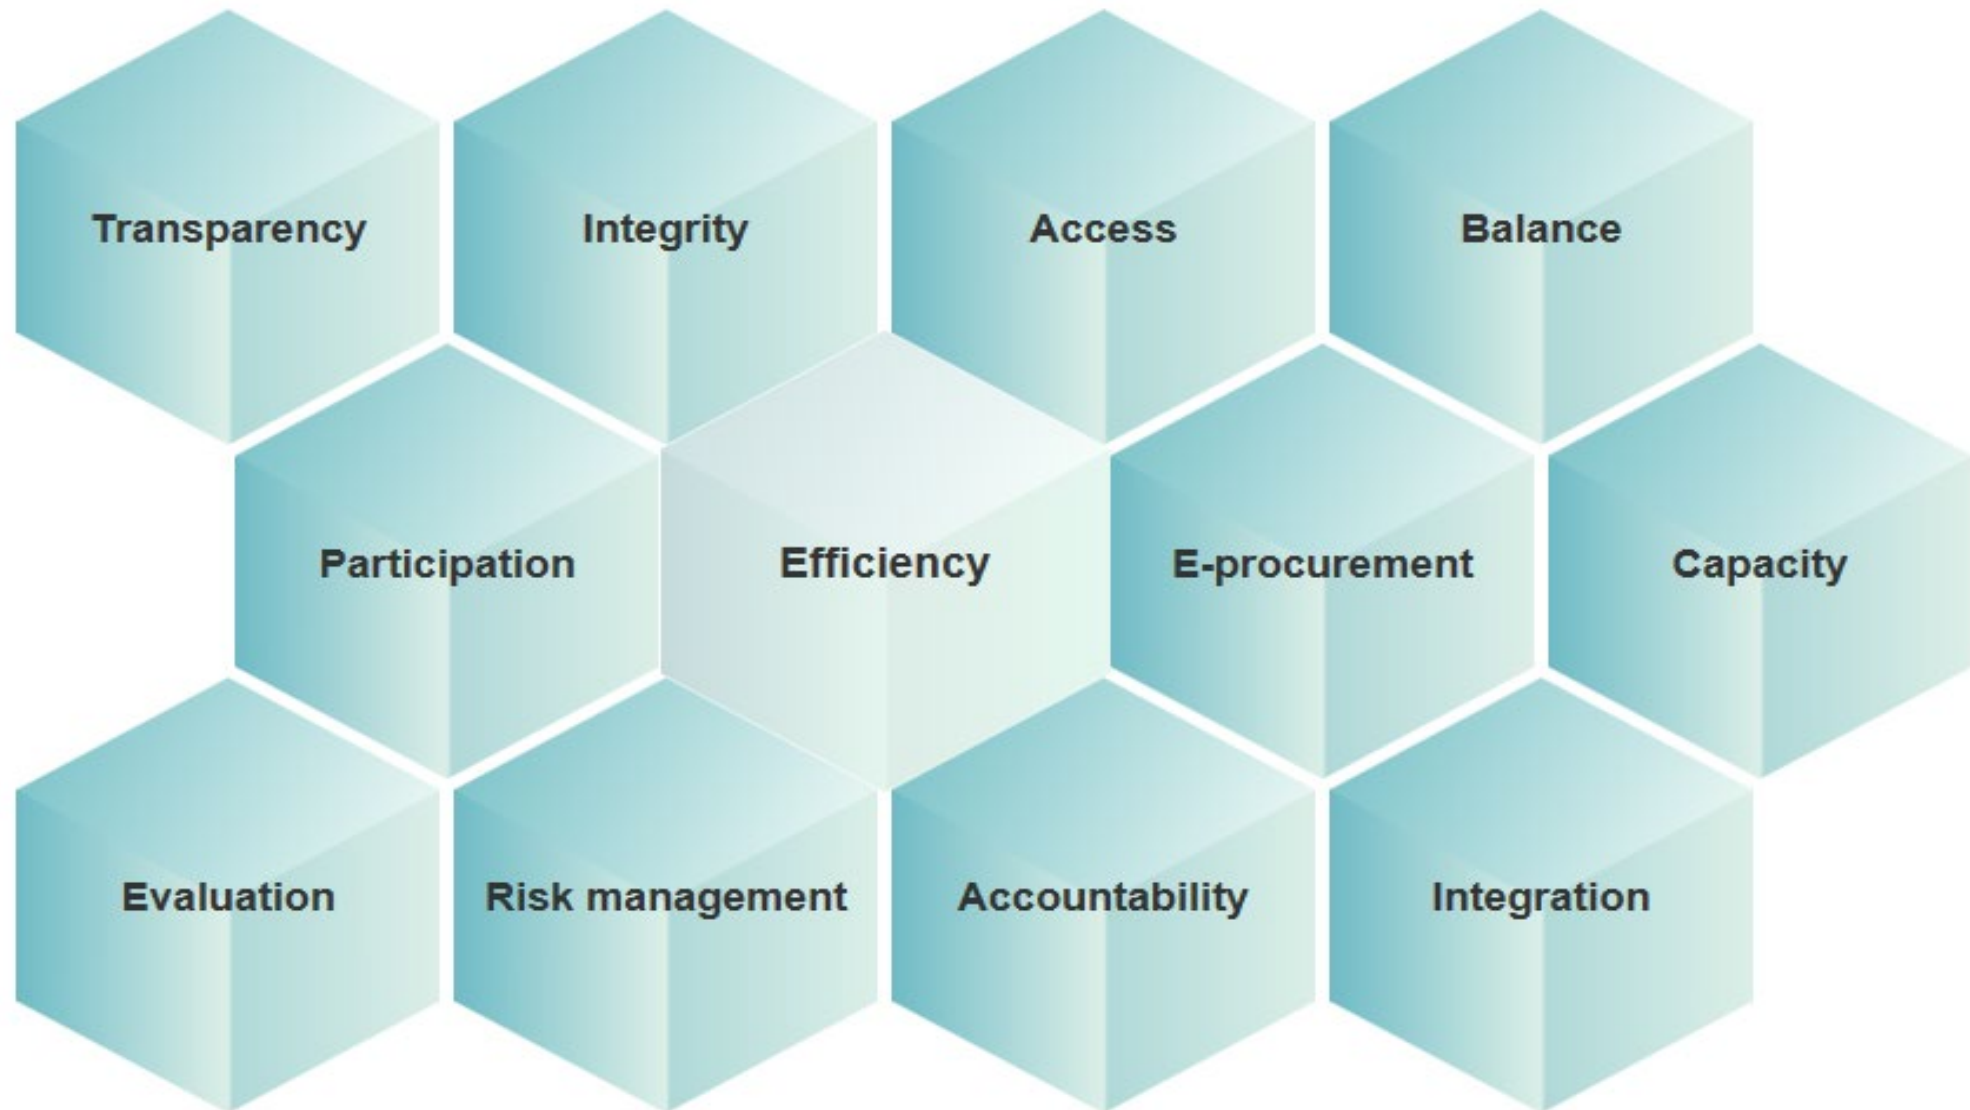 Transparency
Integrity
Access
Balance
Participation
Efficiency
E-procurement
Capacity
Evaluation
Risk management
Accountability
Integration